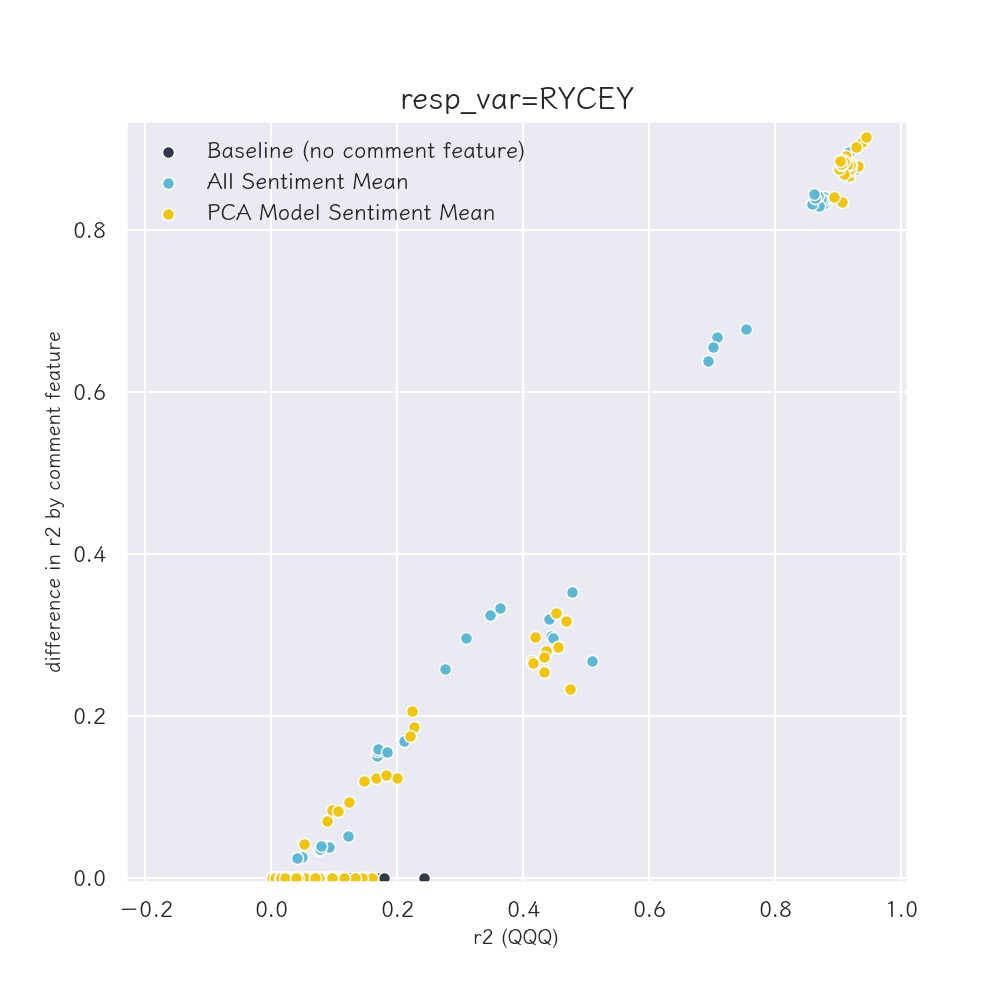 resp_var=RYCEY
Baseline (no comment feature)
All Sentiment Mean
PCA Model Sentiment Mean
difference in r2 by comment feature
0.8
0.6
0.4
0.2
0.0
−0.2 0.0 0.2 0.4 0.6 0.8 1.0
r2 (QQQ)